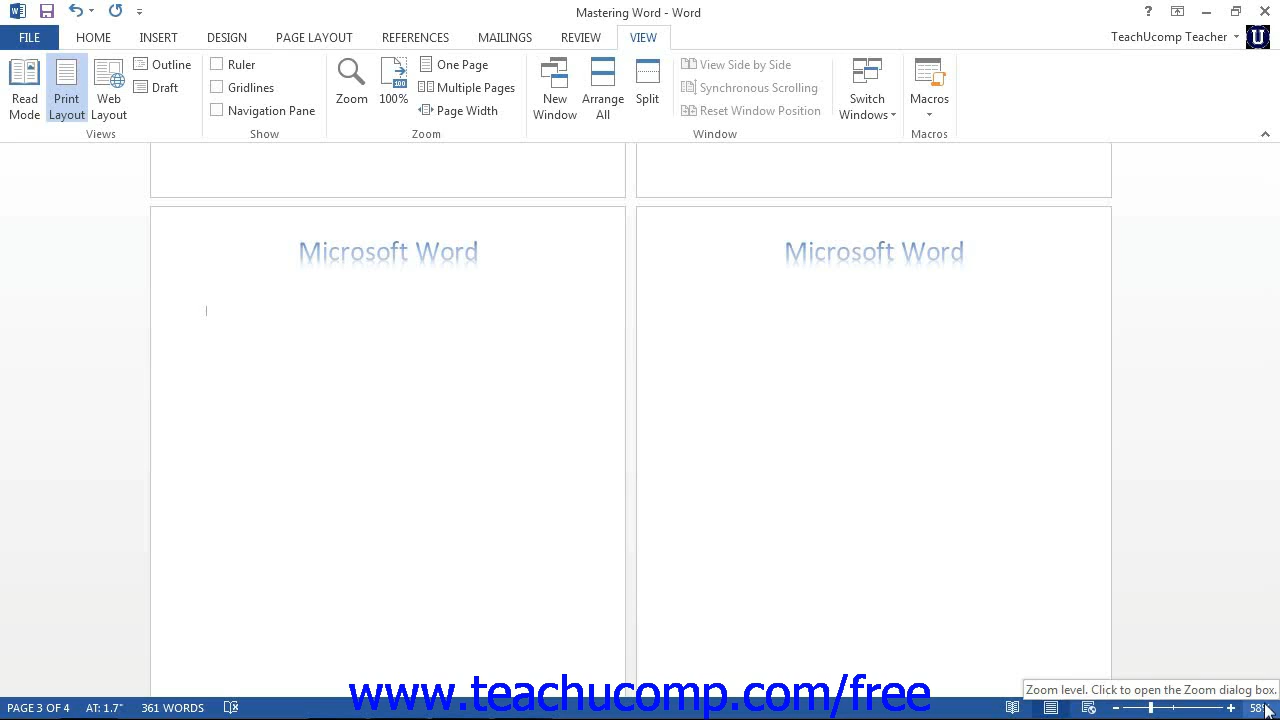 Mastering Word - Word
?
FILE HOME INSERT DESIGN PAGE LAYOUT REFERENCES MAILINGS REVIEW VIEW TeachUcomp Teacher U
Read Mode
Print Layout
Web Layout
Outline
Draft
Views
Ruler
Gridlines
Navigation Pane
Show
Zoom
100%
One Page
Multiple Pages
Page Width
Zoom
New Window
Arrange All
Split
View Side by Side
Synchronous Scrolling
Reset Window Position
Window
Switch Windows
Macros
Macros
Microsoft Word
Microsoft Word
www.teachucomp.com/free
Zoom level. Click to open the Zoom dialog box.
PAGE 3 OF 4 AT: 1.7" 361 WORDS